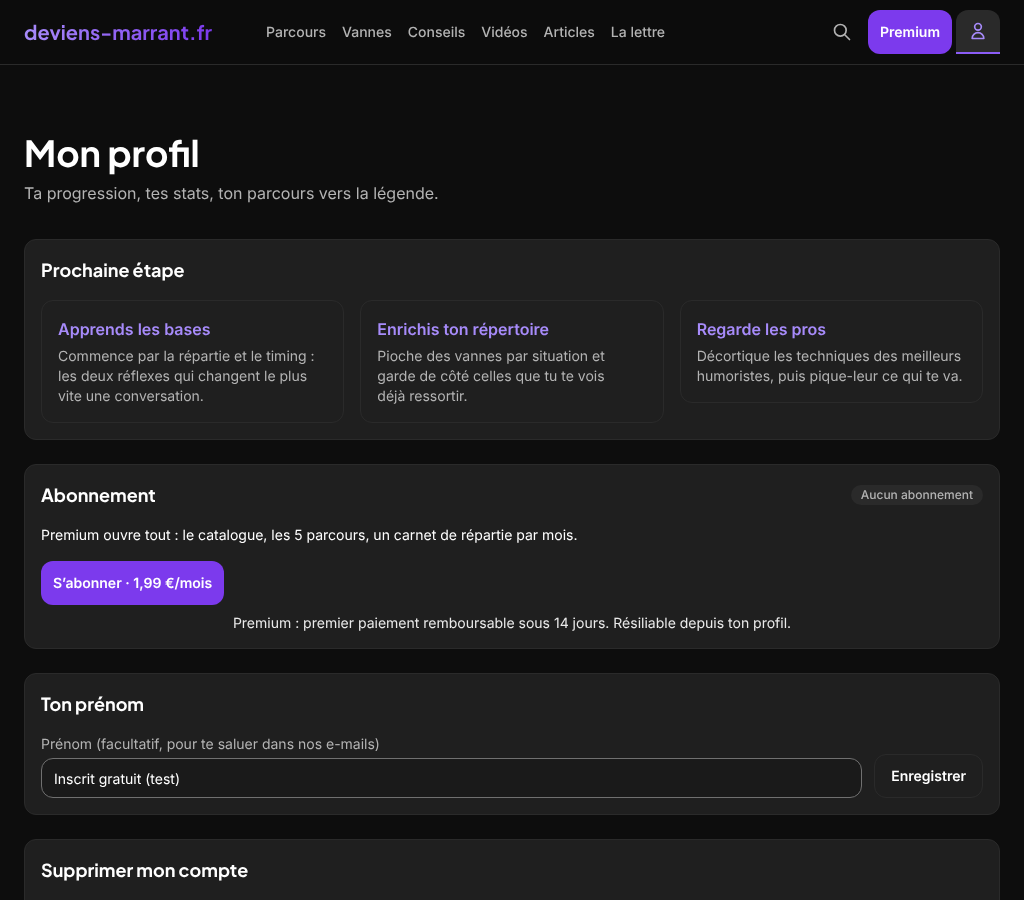 deviens-marrant.fr
Parcours
Vannes
Conseils
Vidéos
Articles
La lettre
Premium
Mon profil
Ta progression, tes stats, ton parcours vers la légende.
Prochaine étape
Apprends les bases
Commence par la répartie et le timing :
les deux réflexes qui changent le plus
vite une conversation.
Enrichis ton répertoire
Pioche des vannes par situation et
garde de côté celles que tu te vois
déjà ressortir.
Regarde les pros
Décortique les techniques des meilleurs
humoristes, puis pique-leur ce qui te va.
Abonnement
Aucun abonnement
Premium ouvre tout : le catalogue, les 5 parcours, un carnet de répartie par mois.
S'abonner · 1,99 €/mois
Premium : premier paiement remboursable sous 14 jours. Résiliable depuis ton profil.
Ton prénom
Prénom (facultatif, pour te saluer dans nos e-mails)
Inscrit gratuit (test)
Enregistrer
Supprimer mon compte